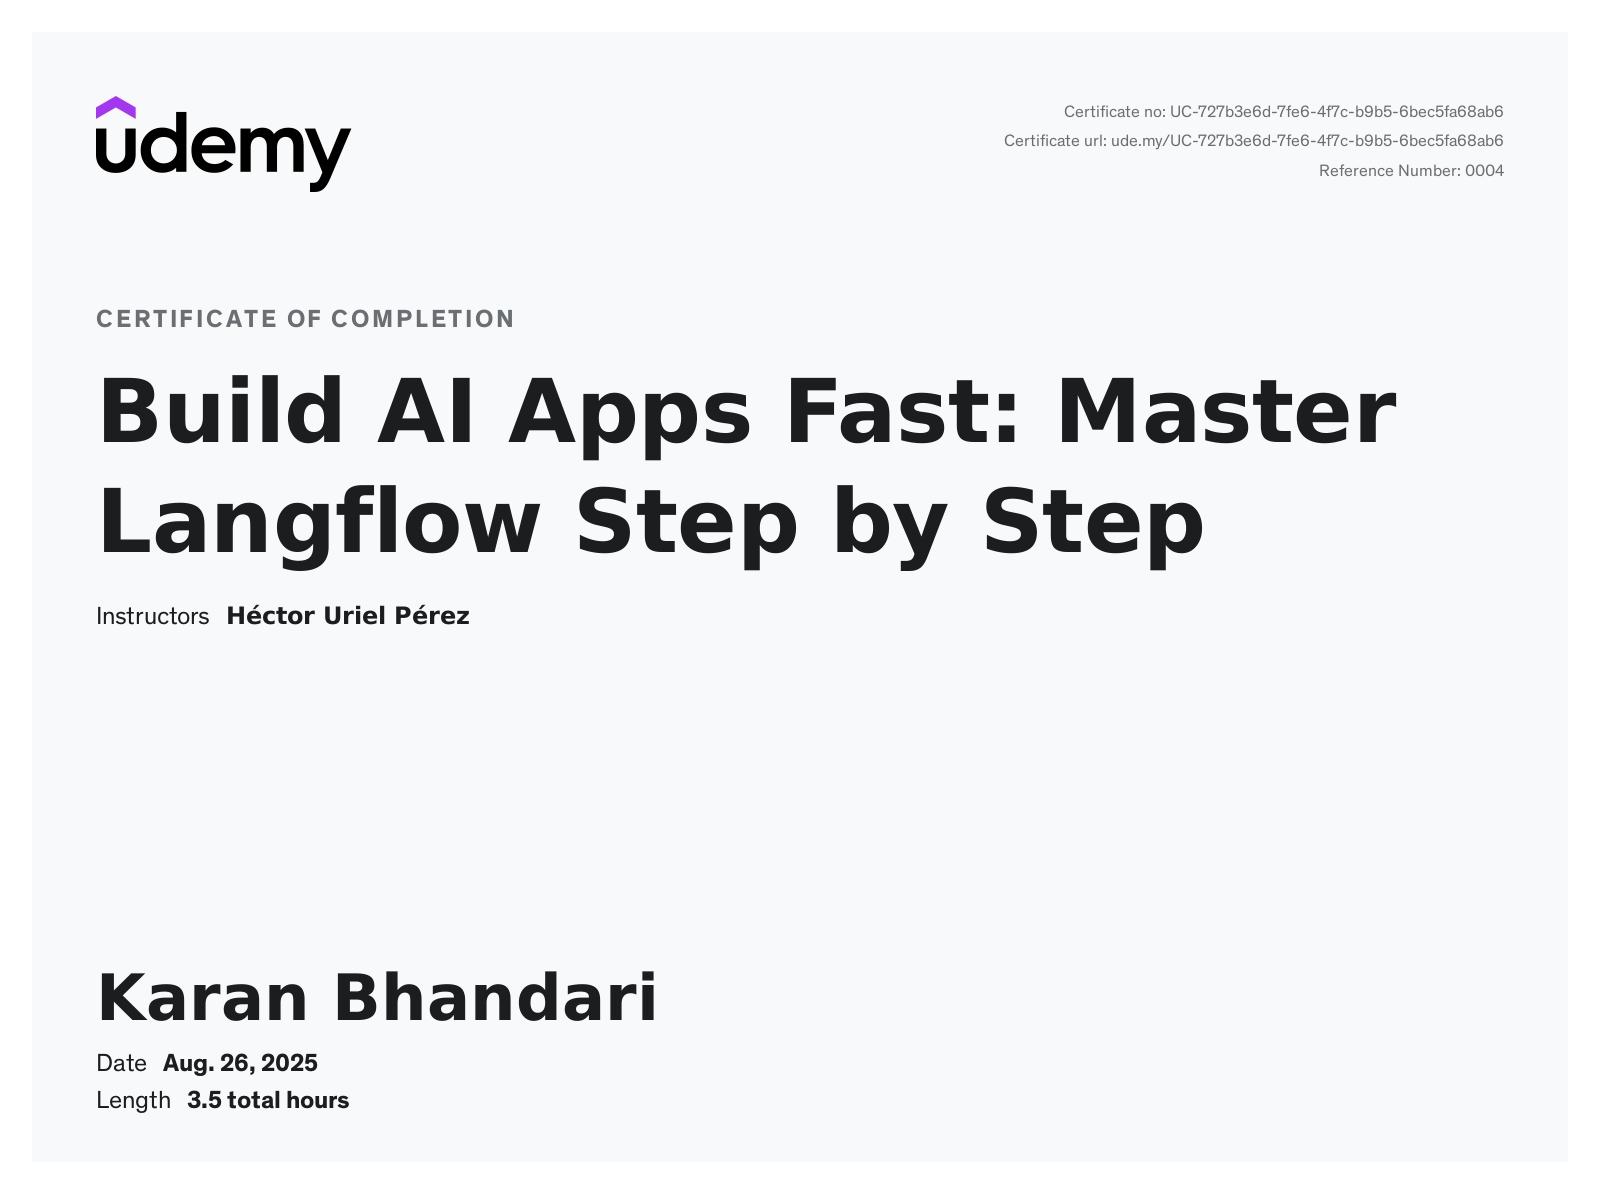 udemy
Certificate no: UC-727b3e6d-7fe6-4f7c-b9b5-6bec5fa68ab6
Certificate url: ude.my/UC-727b3e6d-7fe6-4f7c-b9b5-6bec5fa68ab6
Reference Number: 0004
CERTIFICATE OF COMPLETION
Build AI Apps Fast: Master
Langflow Step by Step
Instructors Héctor Uriel Pérez
Karan Bhandari
Date Aug. 26, 2025
Length 3.5 total hours